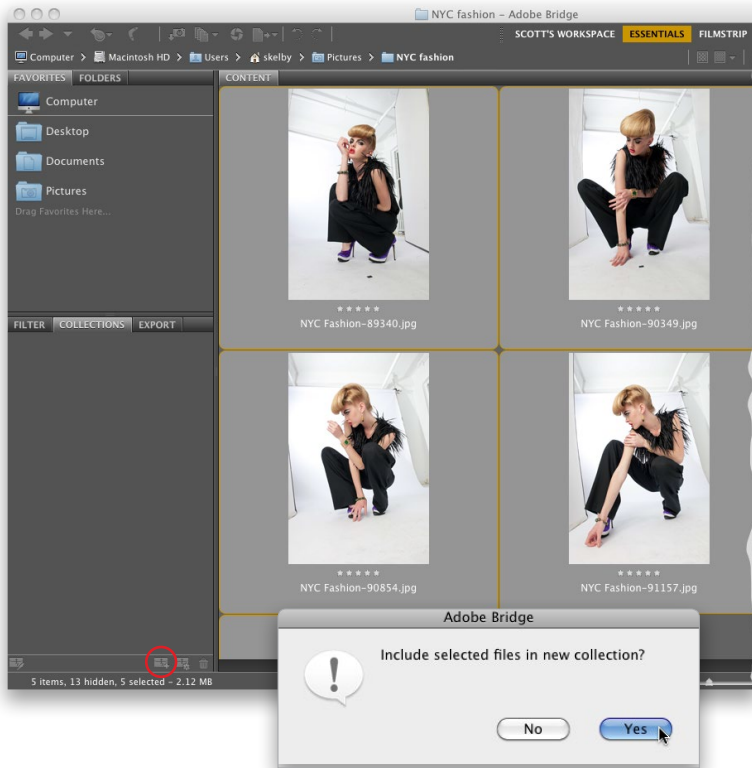 NYC fashion – Adobe Bridge
SCOTT'S WORKSPACE ESSENTIALS FILMSTRIP
Computer > Macintosh HD > Users > skelby > Pictures > NYC fashion
FAVORITES FOLDERS
CONTENT
Computer
Desktop
Documents
Pictures
Drag Favorites Here...
NYC Fashion-89340.jpg
NYC Fashion-90349.jpg
FILTER COLLECTIONS EXPORT
NYC Fashion-90854.jpg
NYC Fashion-91157.jpg
5 items, 13 hidden, 5 selected – 2.12 MB
Adobe Bridge
Include selected files in new collection?
No
Yes